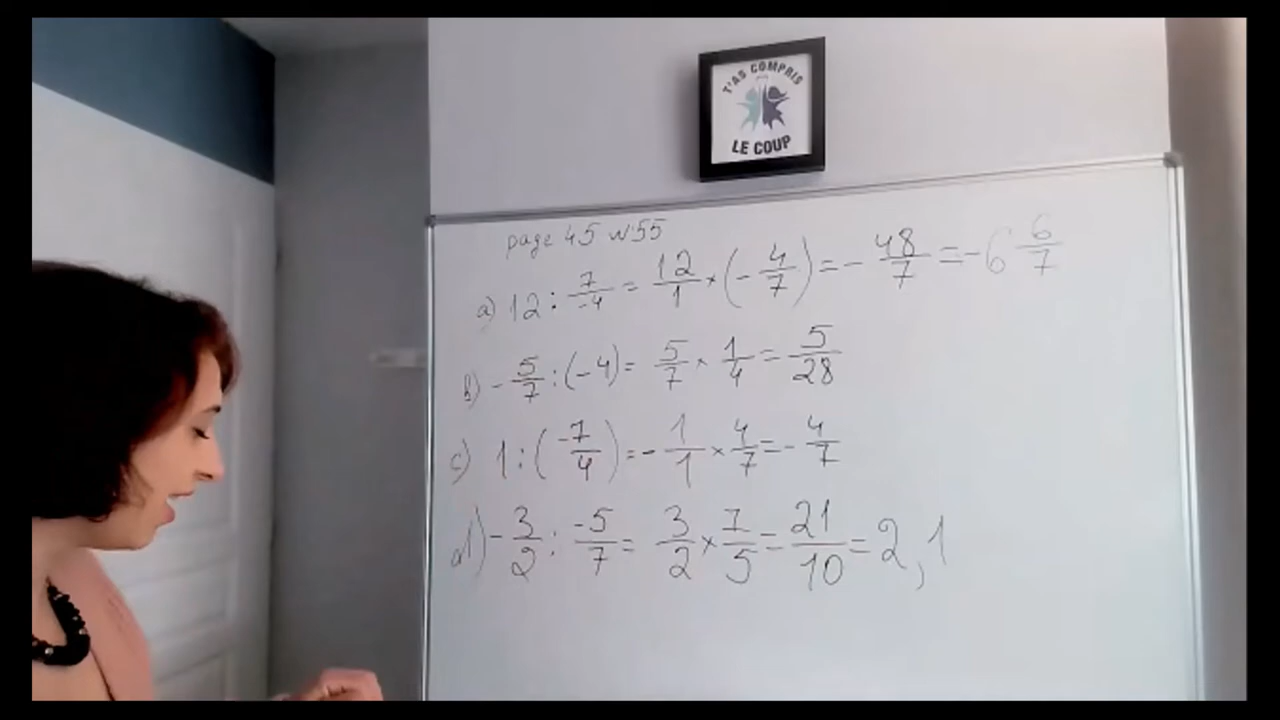 T'AS COMPRIS
LE COUP
page 45 N°55
a) 12 : 7/-4 = 12/1 × (- 4/7) = - 48/7 = - 6 6/7
b) - 5/7 : (-4) = 5/7 × 1/4 = 5/28
c) 1 : (-7/4) = - 1/1 × 4/7 = - 4/7
d) - 3/2 : -5/7 = 3/2 × 7/5 = 21/10 = 2,1